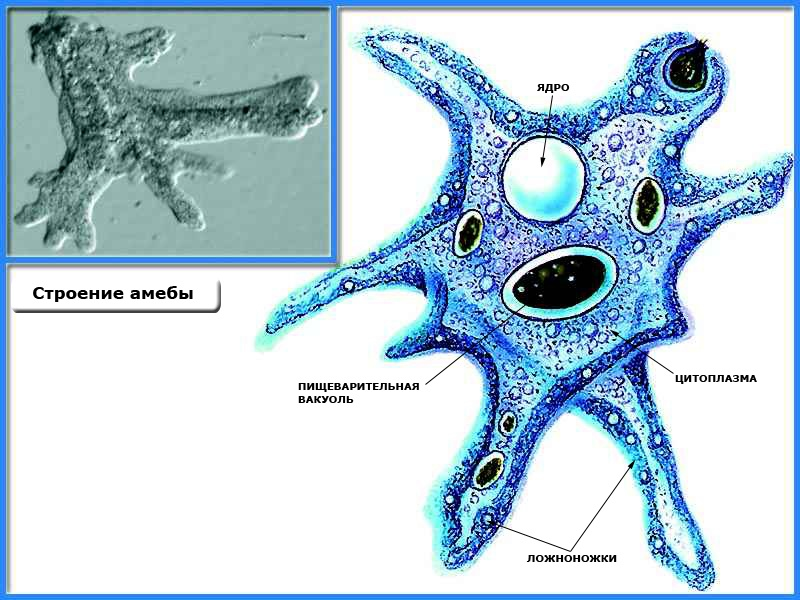 Строение амебы
ЯДРО
ПИЩЕВАРИТЕЛЬНАЯ
ВАКУОЛЬ
ЦИТОПЛАЗМА
ЛОЖНОНОЖКИ